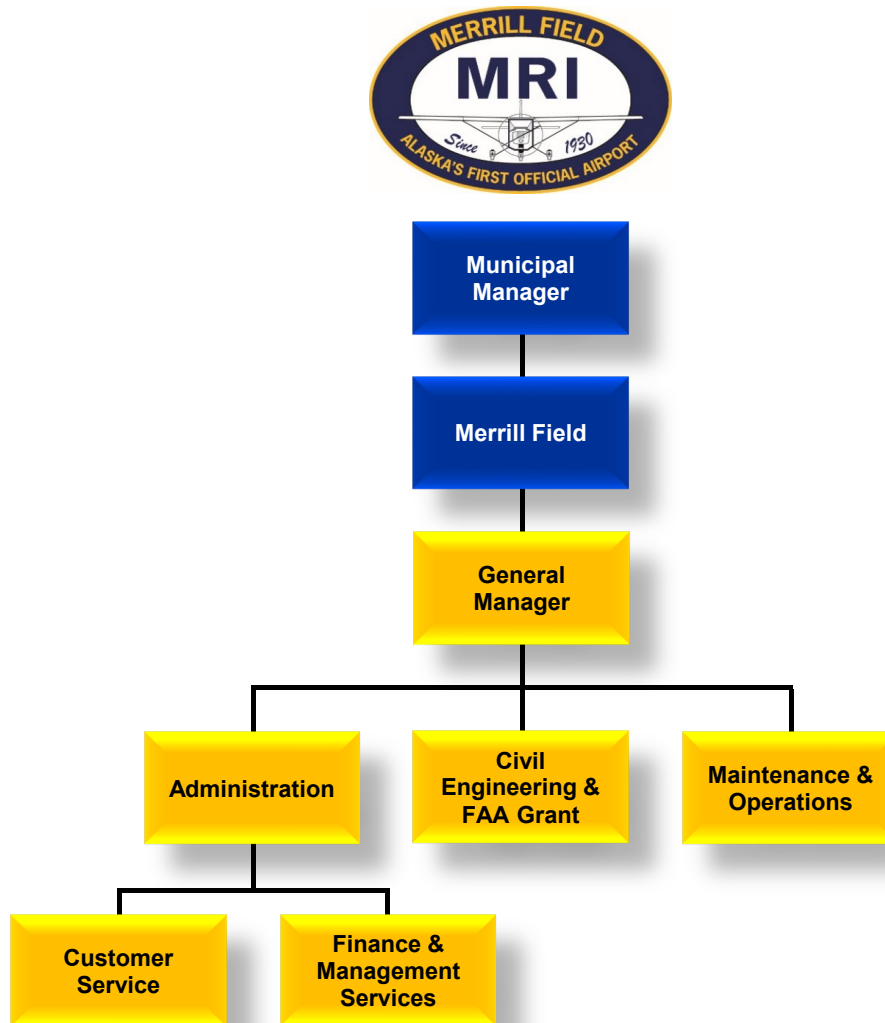 MERRILL FIELD
MRI
Since 1930
ALASKA'S FIRST OFFICIAL AIRPORT
Municipal
Manager
Merrill Field
General
Manager
Administration
Civil
Engineering &
FAA Grant
Maintenance &
Operations
Customer
Service
Finance &
Management
Services